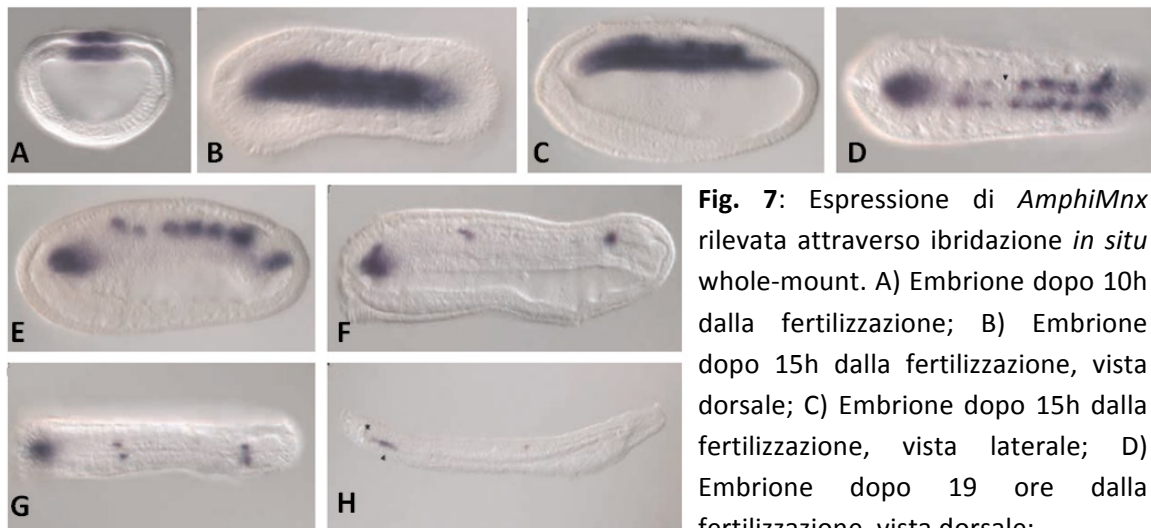 A
B
C
D
E
F
G
H
Fig. 7: Espressione di AmphiMnx
rilevata attraverso ibridazione in situ
whole-mount. A) Embrione dopo 10h
dalla fertilizzazione; B) Embrione
dopo 15h dalla fertilizzazione, vista
dorsale; C) Embrione dopo 15h dalla
fertilizzazione, vista laterale; D)
Embrione dopo 19 ore dalla
fertilizzazione, vista dorsale;